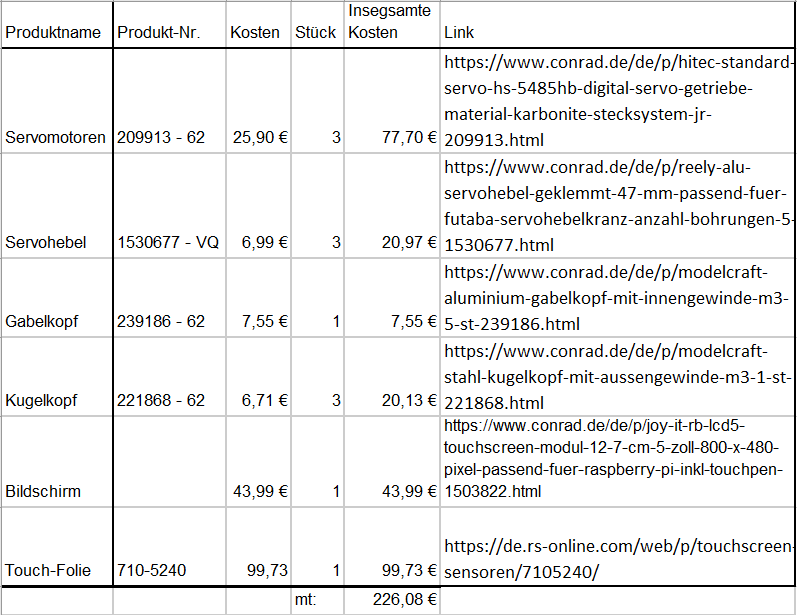 Produktname Produkt-Nr. Kosten Stück Insegsamte Kosten Link
Servomotoren 209913 - 62 25,90 € 3 77,70 € https://www.conrad.de/de/p/hitec-standard-
servo-hs-5485hb-digital-servo-getriebe-
material-karbonite-stecksystem-jr-
209913.html
Servohebel 1530677 - VQ 6,99 € 3 20,97 € https://www.conrad.de/de/p/reely-alu-
servohebel-geklemmt-47-mm-passend-fuer-
futaba-servohebelkranz-anzahl-bohrungen-5-
1530677.html
Gabelkopf 239186 - 62 7,55 € 1 7,55 € https://www.conrad.de/de/p/modelcraft-
aluminium-gabelkopf-mit-innengewinde-m3-
5-st-239186.html
Kugelkopf 221868 - 62 6,71 € 3 20,13 € https://www.conrad.de/de/p/modelcraft-
stahl-kugelkopf-mit-aussengewinde-m3-1-st-
221868.html
Bildschirm 43,99 € 1 43,99 € https://www.conrad.de/de/p/joy-it-rb-lcd5-
touchscreen-modul-12-7-cm-5-zoll-800-x-480-
pixel-passend-fuer-raspberry-pi-inkl-touchpen-
1503822.html
Touch-Folie 710-5240 99,73 1 99,73 € https://de.rs-online.com/web/p/touchscreen-
sensoren/7105240/
mt: 226,08 €